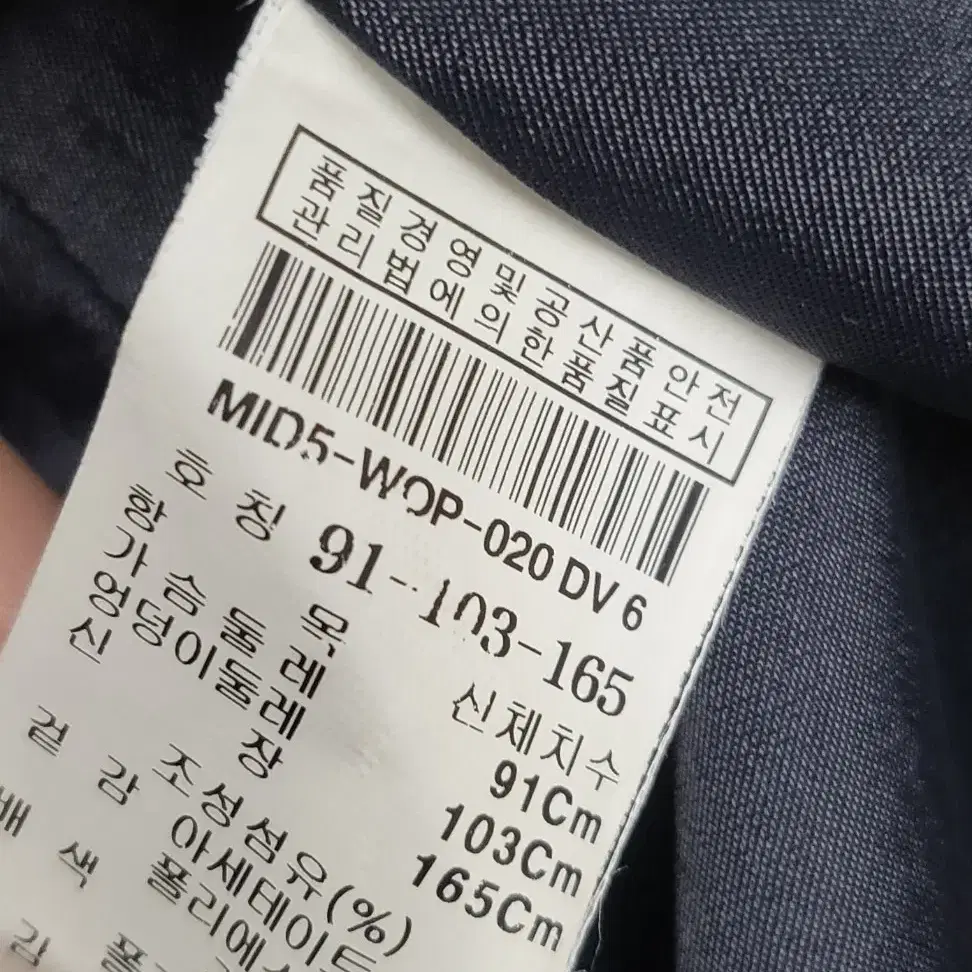 품질경영및공산품안전
관리법에의한품질표시
MID5-WOP-020 DV 6
호 칭 91-103-165
항 목 신체치수
가슴둘레 91Cm
엉덩이둘레 103Cm
신 장 165Cm
조성섬유(%)
겉 감 아세테이트
배 색 폴리에
감